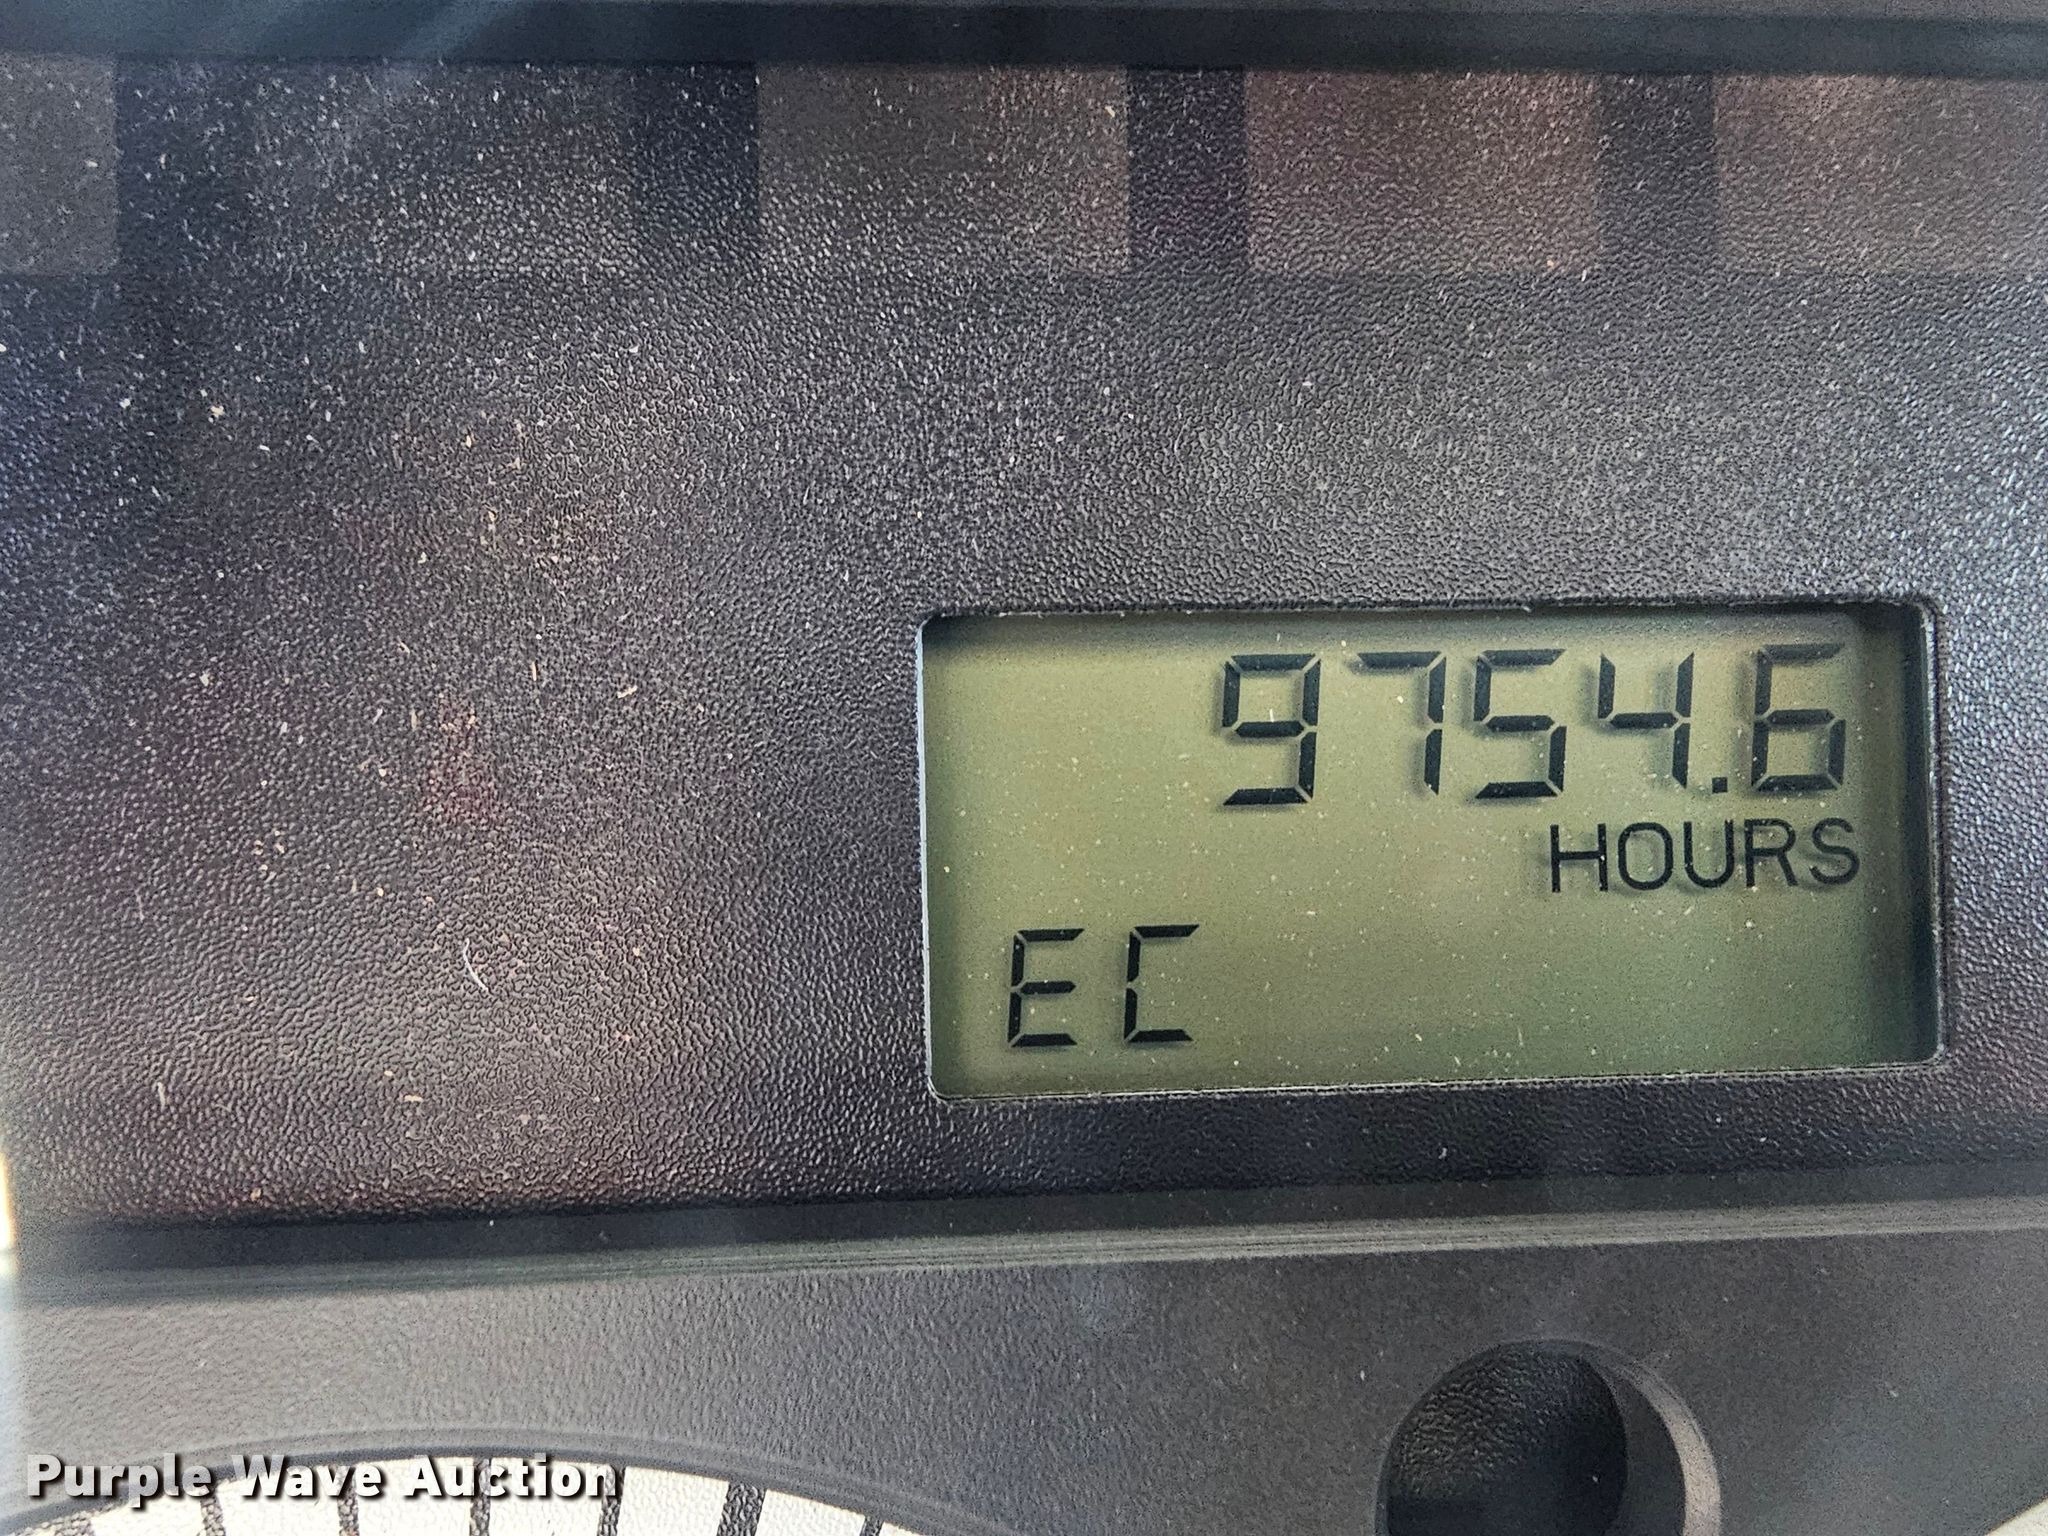 9754.6
HOURS
EC
Purple Wave Auction